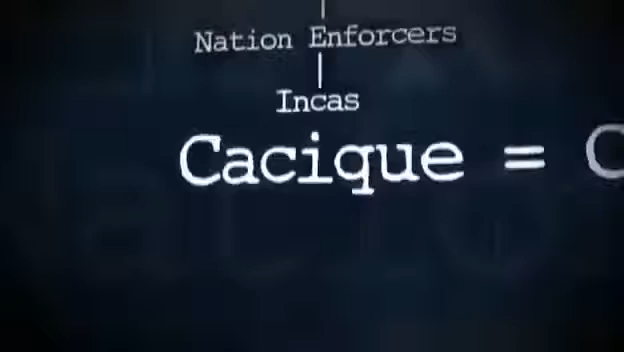 Nation Enforcers
Incas
Cacique = C